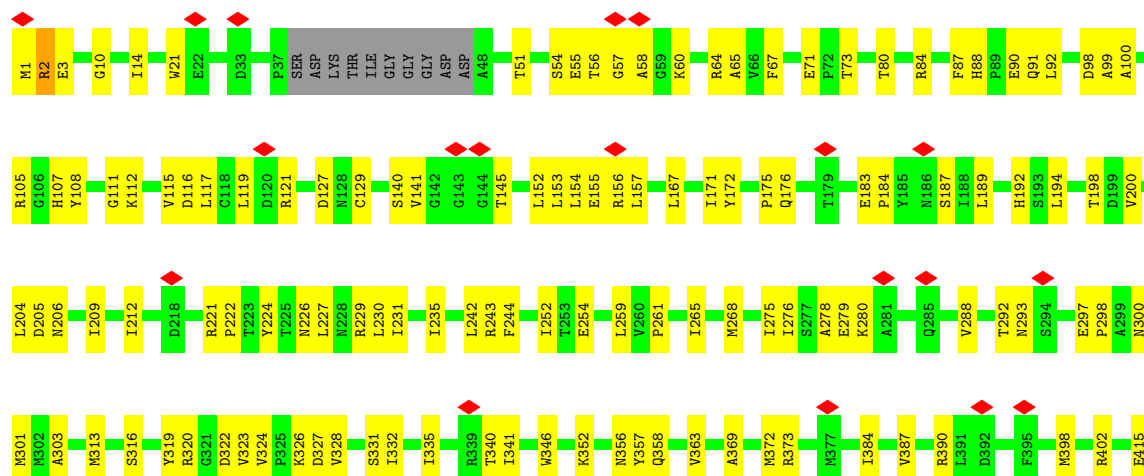 M1 R2 E3 G10 I14 W21 E22 D33 P37 SER ASP LYS THR ILE GLY GLY GLY ASP ASP A48 T51 S54 E55 T56 G57 A58 G59 K60 R64 A65 V66 F67 E71 P72 T73 T80 R84 F87 H88 P89 E90 Q91 L92 D98 A99 A100
R105 G106 H107 Y108 G111 K112 V115 D116 L117 C118 L119 D120 R121 D127 N128 C129 S140 V141 G142 G143 G144 T145 L152 L153 L154 E155 R156 L157 L167 I171 Y172 P175 Q176 T179 E183 P184 Y185 N186 S187 I188 L189 H192 S193 L194 T198 D199 V200
L204 D205 N206 I209 I212 D218 R221 P222 T223 Y224 T225 N226 L227 N228 R229 L230 I231 I235 L242 R243 F244 I252 T253 E254 L259 V260 P261 I265 M268 I275 I276 S277 A278 E279 K280 A281 Q285 V288 T292 N293 S294 E297 P298 A299 N300
M301 M302 A303 M313 S316 Y319 R320 G321 D322 V323 V324 P325 K326 D327 V328 S331 I332 I335 R339 T340 I341 W346 K352 N356 Y357 Q358 V363 A369 M372 R373 M377 I384 V387 R390 L391 D392 F395 M398 R402 E415